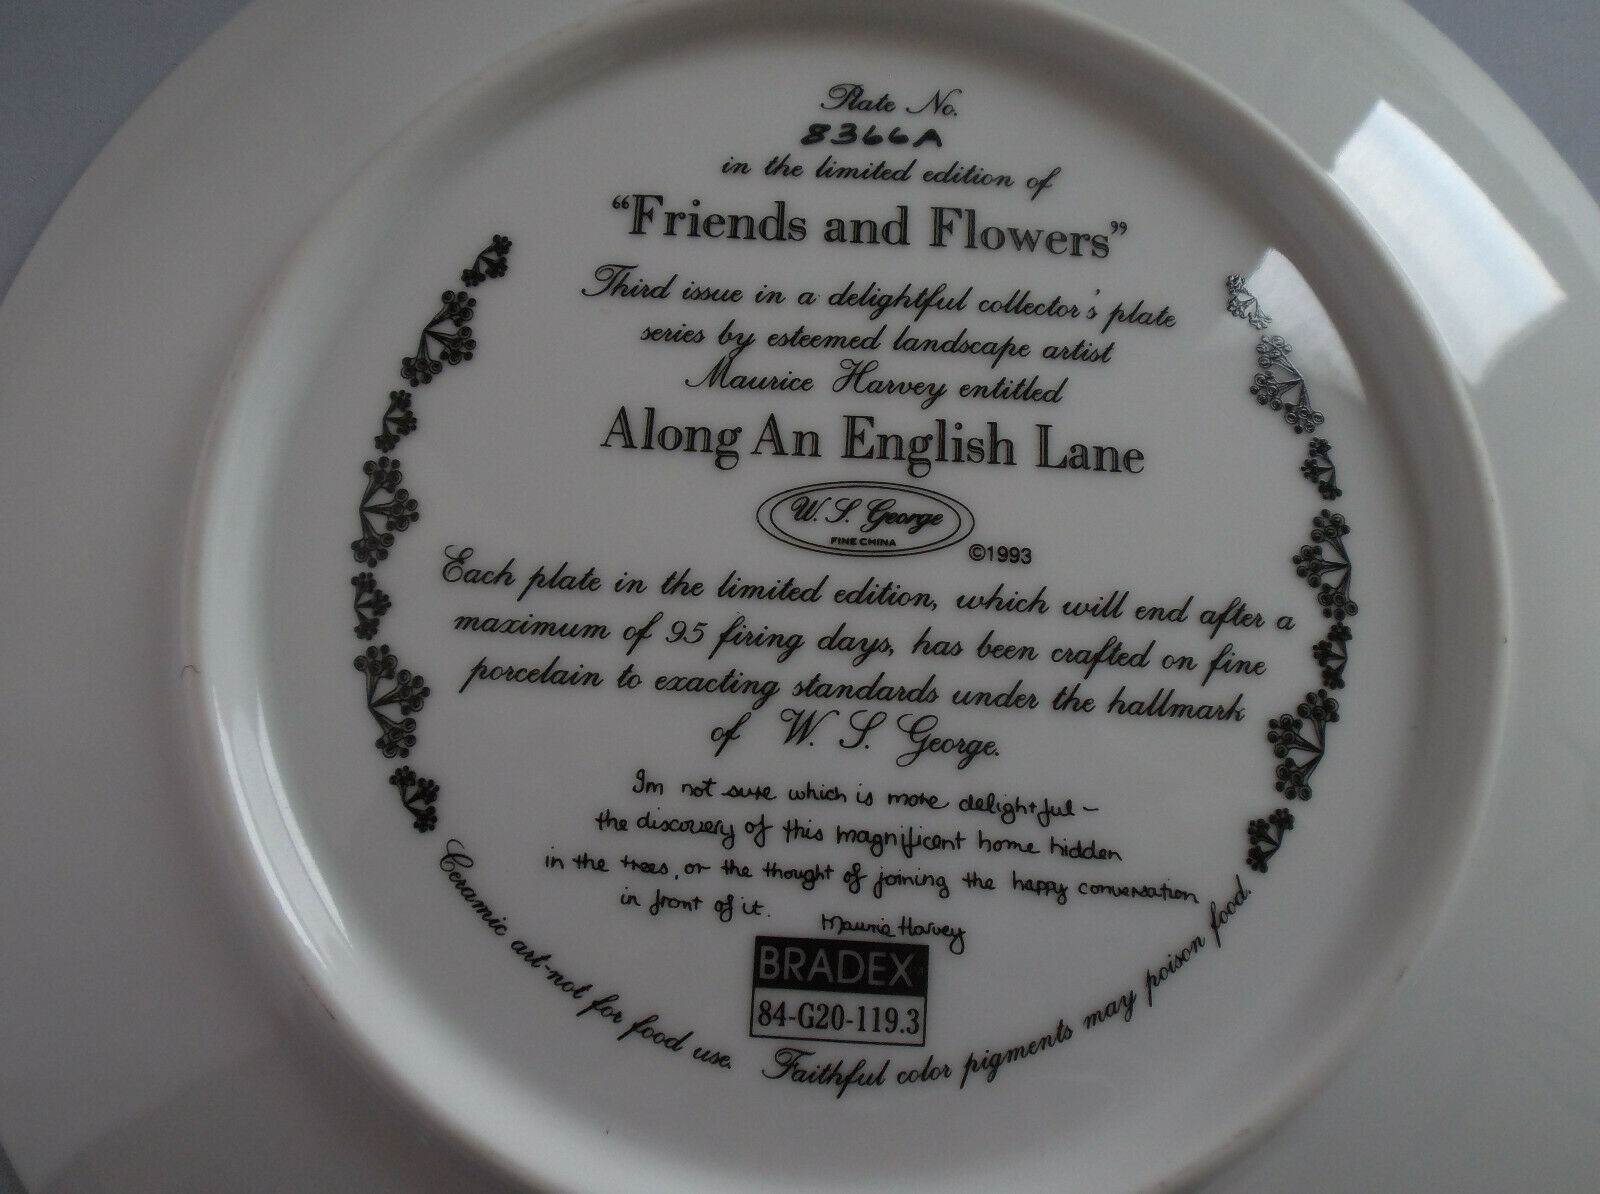 Plate No.
8366A
in the limited edition of
“Friends and Flowers”
Third issue in a delightful collector's plate
series by esteemed landscape artist
Maurice Harvey entitled
Along An English Lane
W. S. George
FINE CHINA
©1993
Each plate in the limited edition, which will end after a
maximum of 95 firing days, has been crafted on fine
porcelain to exacting standards under the hallmark
of W. S. George.
Im not sure which is more delightful –
the discovery of this magnificent home hidden
in the trees, or the thought of joining the happy conversation
in front of it.
Maurice Harvey
BRADEX
84-G20-119.3
Ceramic art-not for food use. Faithful color pigments may poison food.